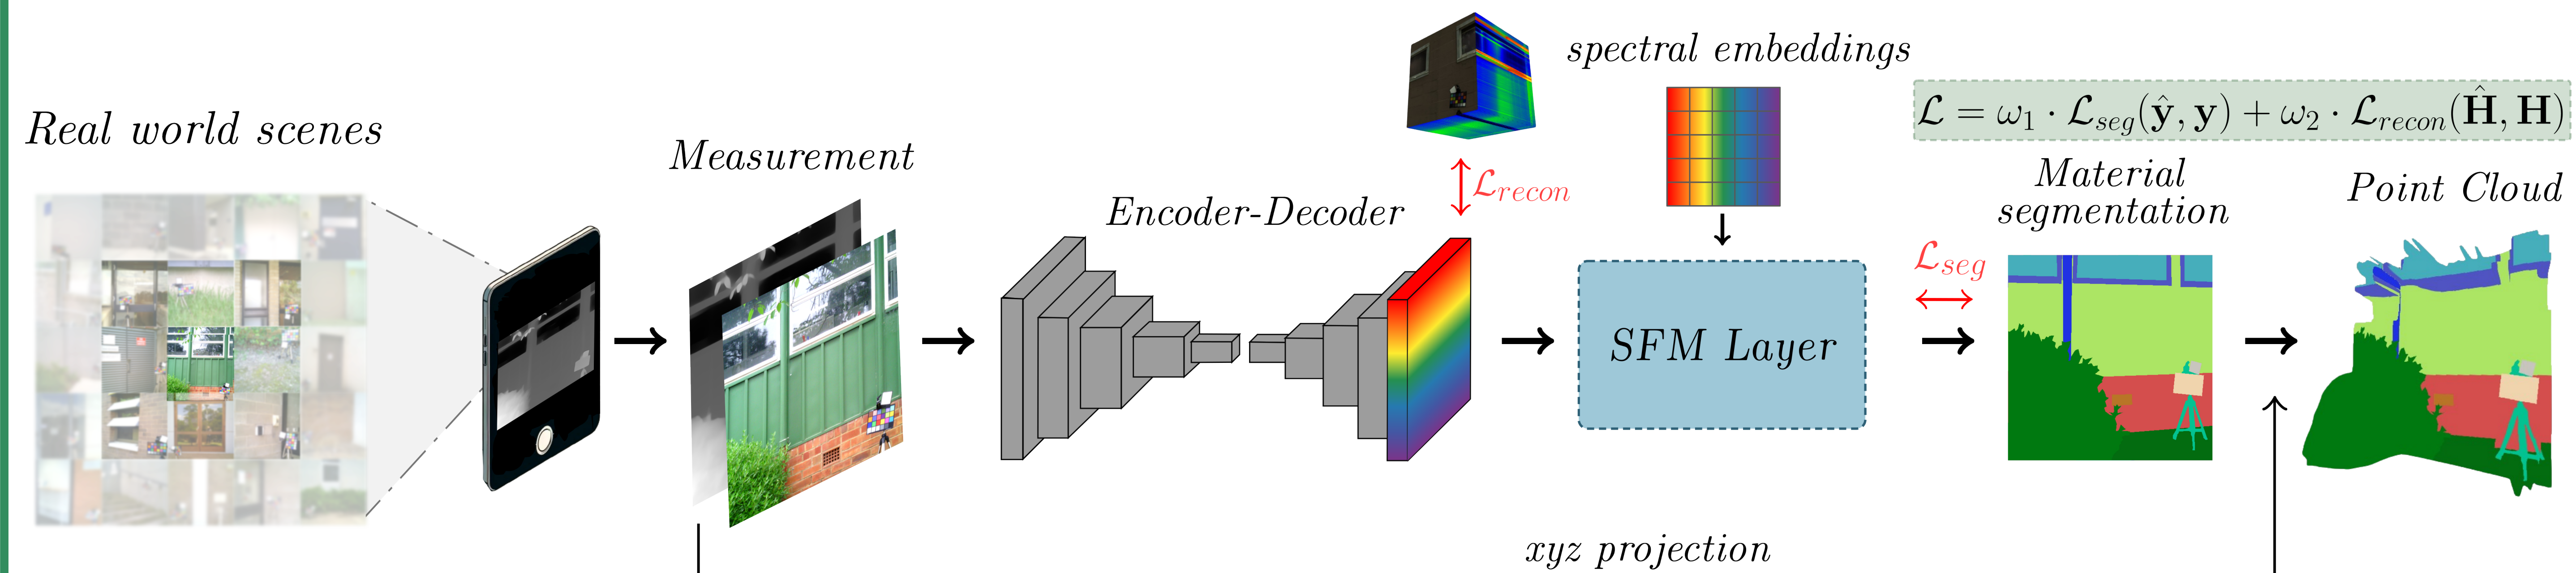 Real world scenes
Measurement
Encoder-Decoder
ℒ_recon
spectral embeddings
SFM Layer
ℒ = ω₁ · ℒ_seg(ŷ, y) + ω₂ · ℒ_recon(Ĥ, H)
ℒ_seg
Material
segmentation
Point Cloud
xyz projection